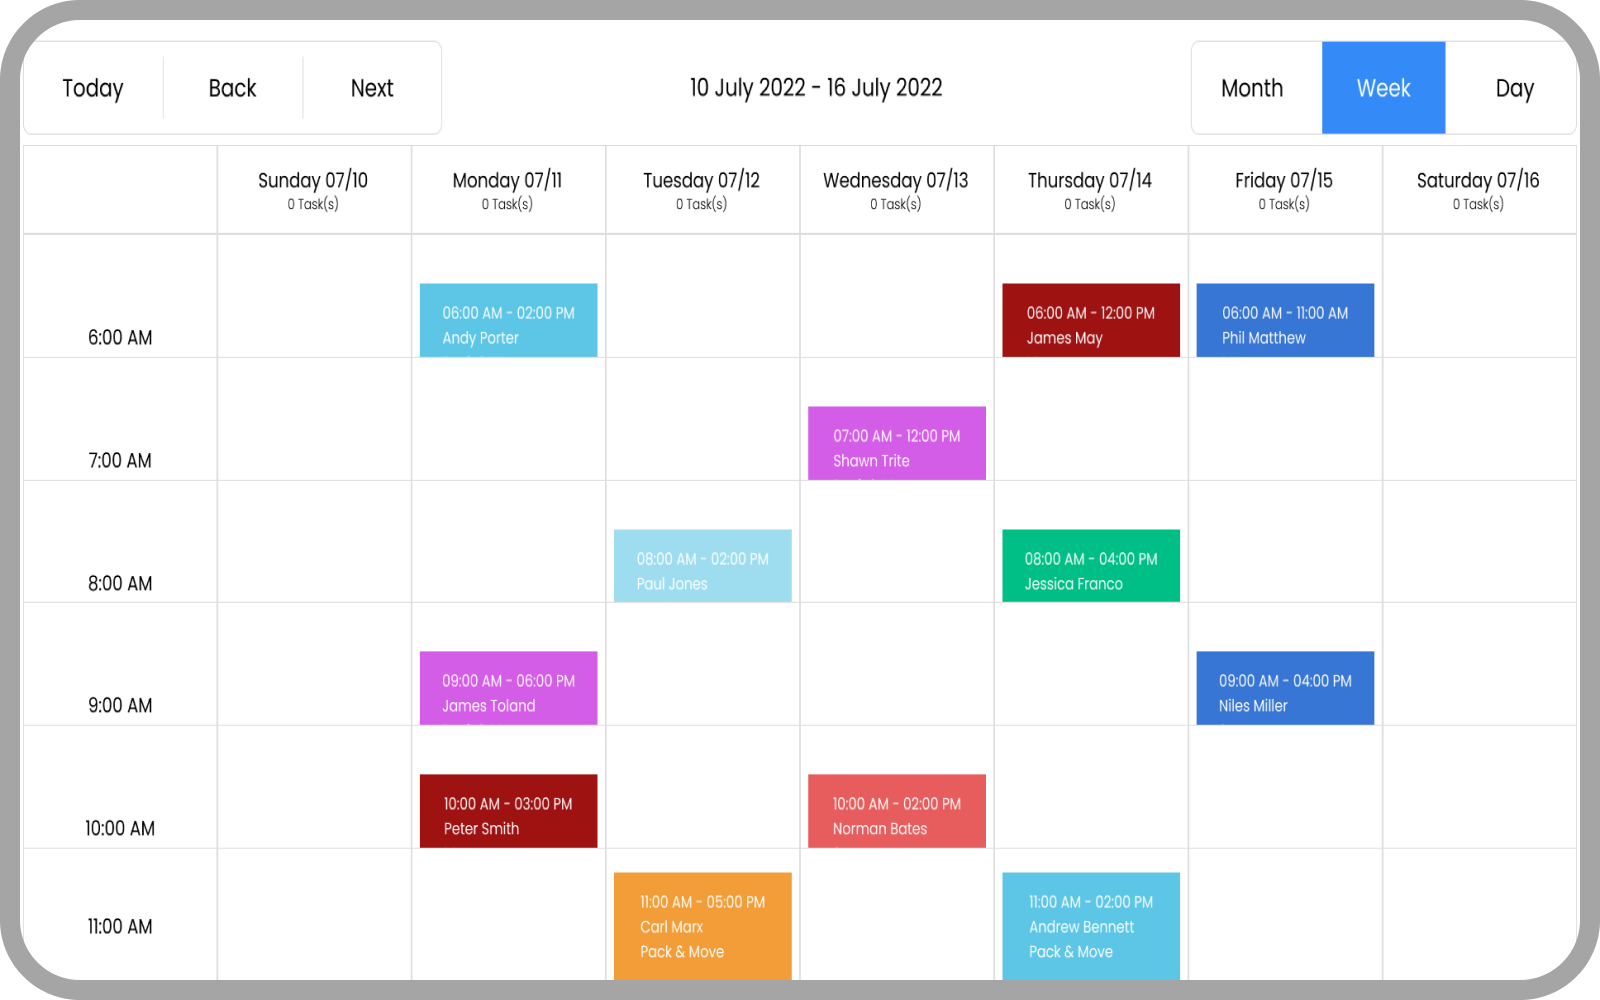 Today
Back
Next
10 July 2022 - 16 July 2022
Month
Week
Day
Sunday 07/10
0 Task(s)
Monday 07/11
0 Task(s)
Tuesday 07/12
0 Task(s)
Wednesday 07/13
0 Task(s)
Thursday 07/14
0 Task(s)
Friday 07/15
0 Task(s)
Saturday 07/16
0 Task(s)
6:00 AM
06:00 AM - 02:00 PM
Andy Porter
06:00 AM - 12:00 PM
James May
06:00 AM - 11:00 AM
Phil Matthew
7:00 AM
07:00 AM - 12:00 PM
Shawn Trite
8:00 AM
08:00 AM - 02:00 PM
Paul Jones
08:00 AM - 04:00 PM
Jessica Franco
9:00 AM
09:00 AM - 06:00 PM
James Toland
09:00 AM - 04:00 PM
Niles Miller
10:00 AM
10:00 AM - 03:00 PM
Peter Smith
10:00 AM - 02:00 PM
Norman Bates
11:00 AM
11:00 AM - 05:00 PM
Carl Marx
Pack & Move
11:00 AM - 02:00 PM
Andrew Bennett
Pack & Move